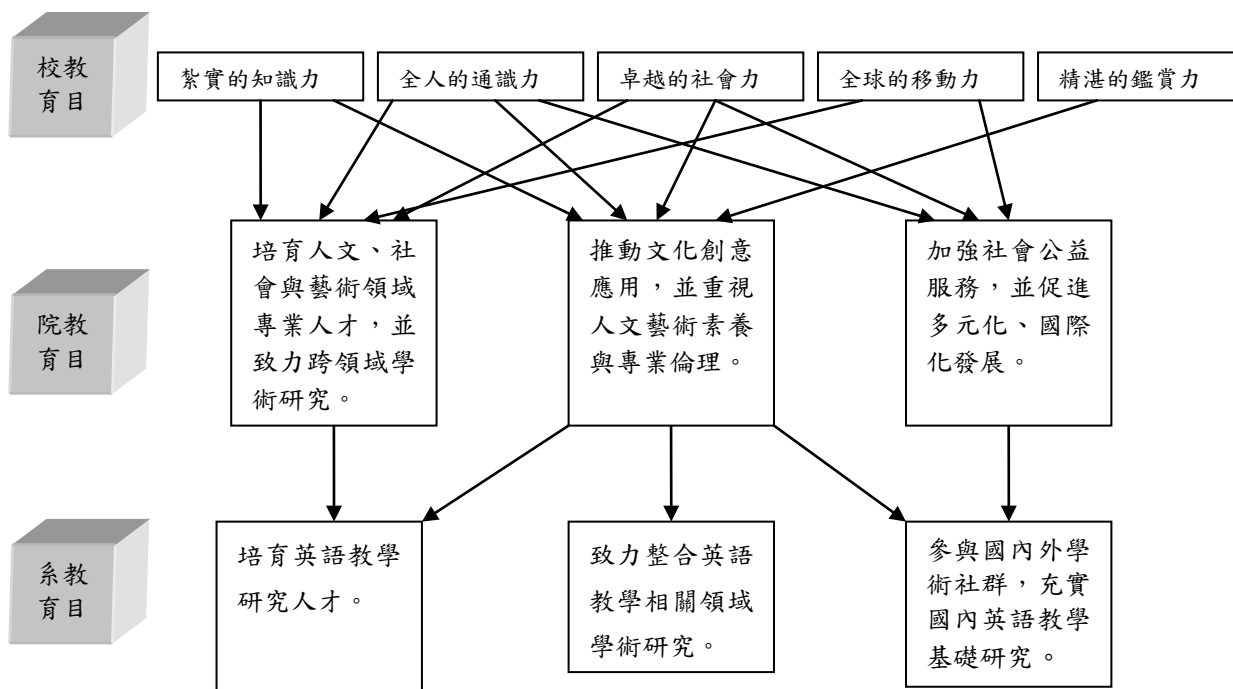 校教
育目
紮實的知識力
全人的通識力
卓越的社會力
全球的移動力
精湛的鑑賞力
院教
育目
培育人文、社
會與藝術領域
專業人才，並
致力跨領域學
術研究。
推動文化創意
應用，並重視
人文藝術素養
與專業倫理。
加強社會公益
服務，並促進
多元化、國際
化發展。
系教
育目
培育英語教學
研究人才。
致力整合英語
教學相關領域
學術研究。
參與國內外學
術社群，充實
國內英語教學
基礎研究。